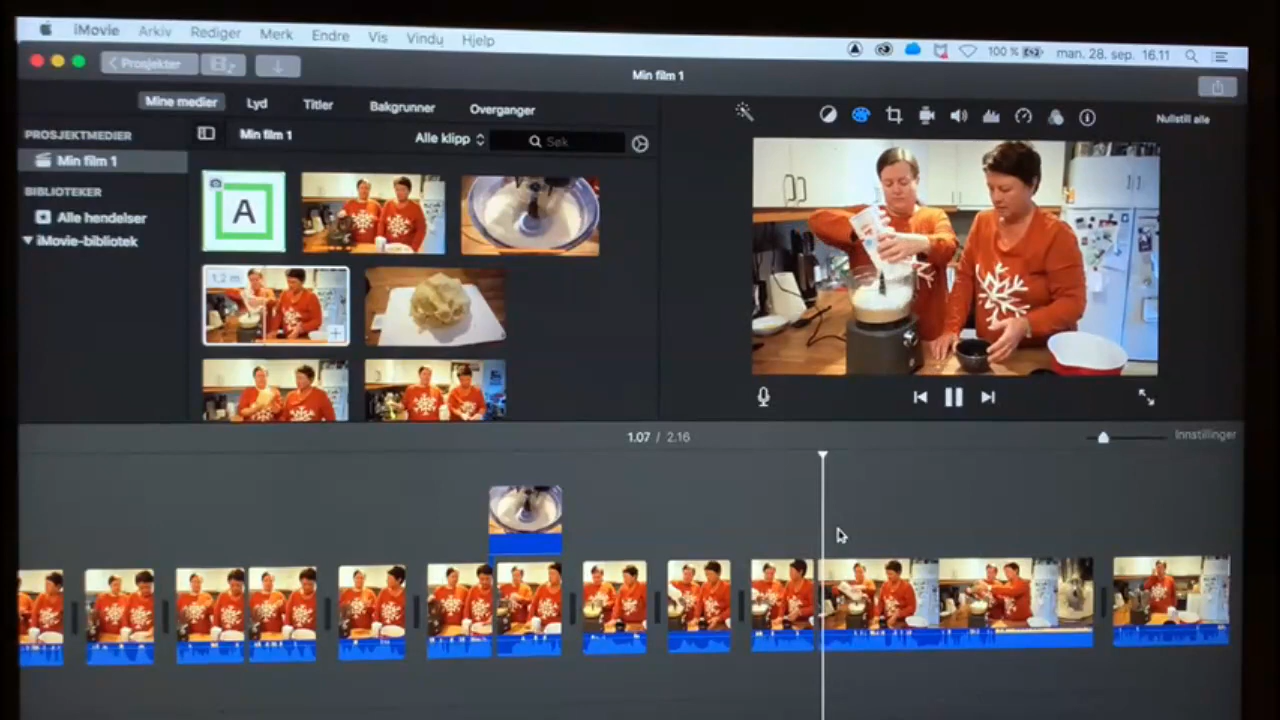 iMovie Arkiv Rediger Merk Endre Vis Vindu Hjelp
100 % man. 28. sep. 16.11
Prosjekter
Min film 1
Mine medier Lyd Titler Bakgrunner Overganger
PROSJEKTMEDIER
Min film 1
Alle klipp
Søk
Nullstill alle
Min film 1
BIBLIOTEKER
Alle hendelser
iMovie-bibliotek
A
1.2 m
1.07 / 2.16
Innstillinger